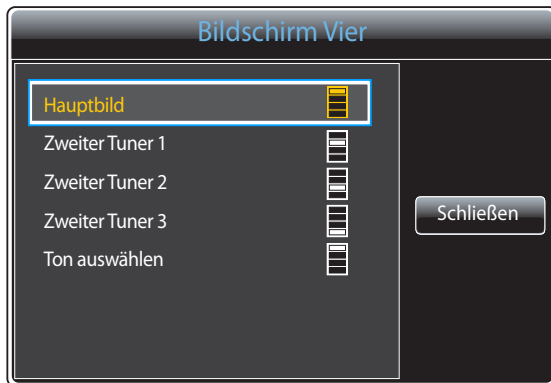 Bildschirm Vier
Hauptbild
Zweiter Tuner 1
Zweiter Tuner 2
Zweiter Tuner 3
Ton auswählen
Schließen